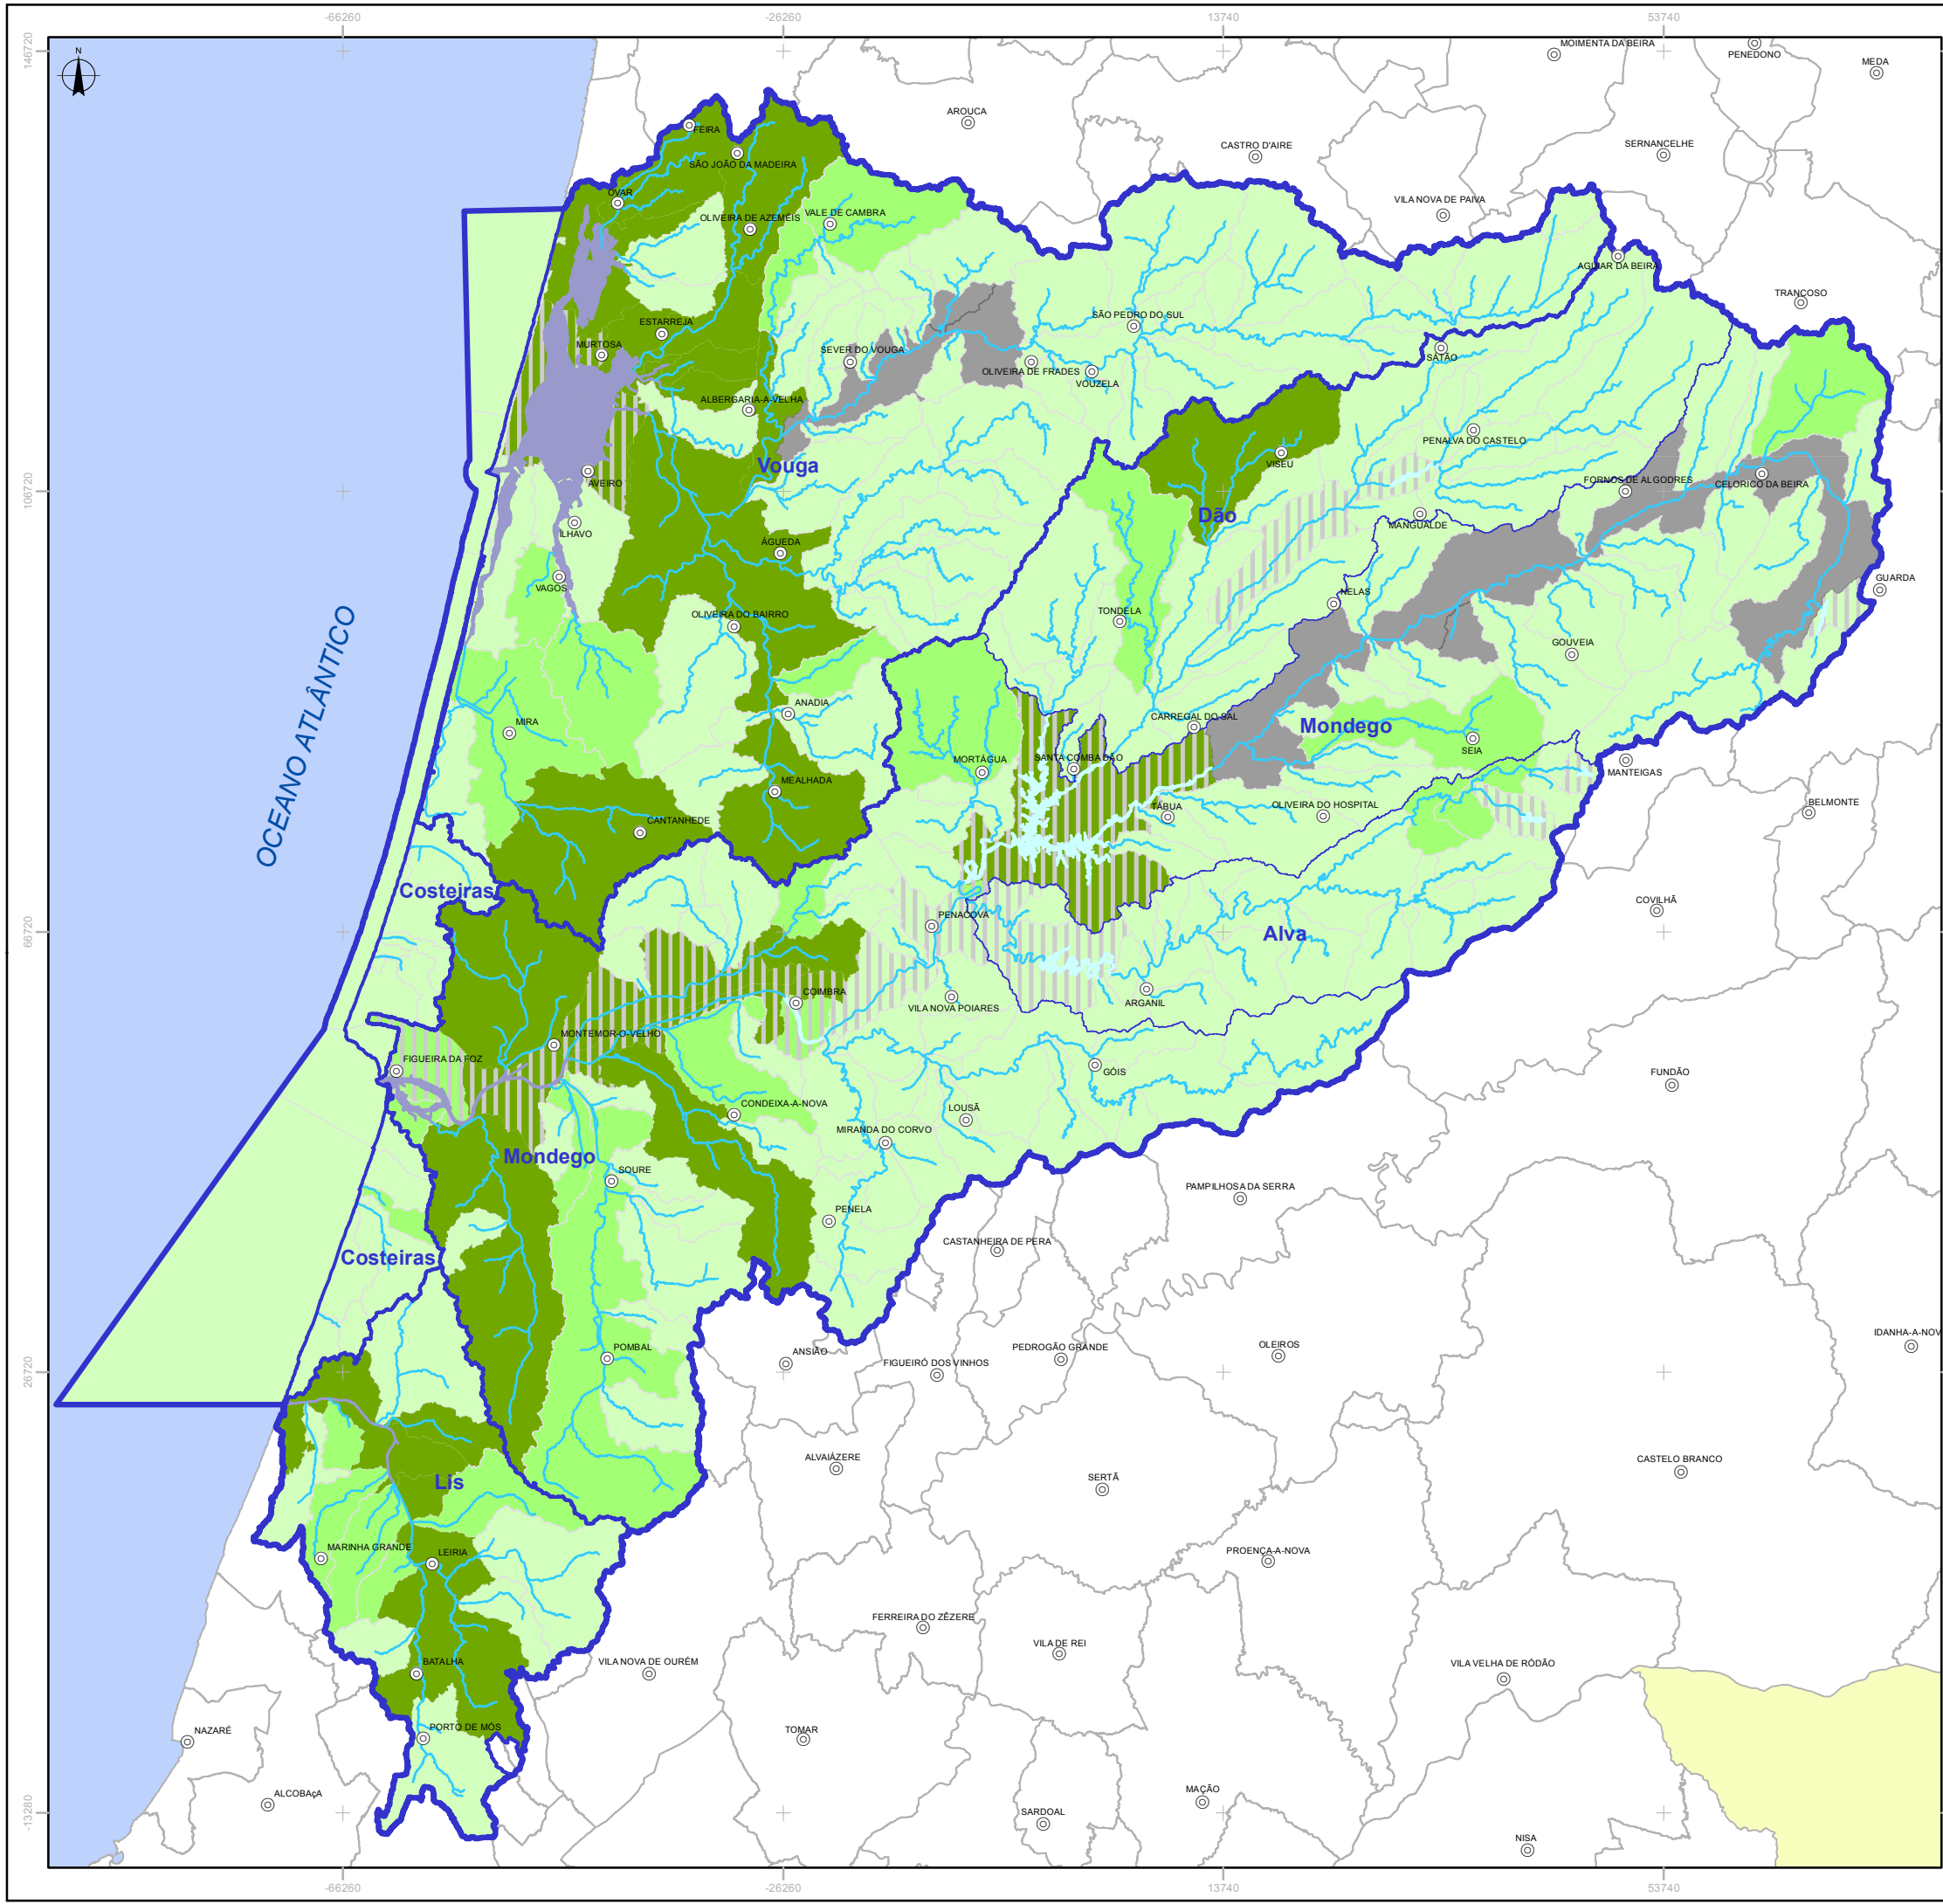 -66260
-26260
13740
53740
146720
N
MOIMENTA DA BEIRA
PENEDONO
MEDA
AROUCA
FEIRA
CASTRO D'AIRE
SERNANCELHE
SÃO JOÃO DA MADEIRA
OVAR
VILA NOVA DE PAIVA
VALE DE CAMBRA
OLIVEIRA DE AZEMÉIS
AGUIAR DA BEIRA
TRANCOSO
SÃO PEDRO DO SUL
ESTARREJA
MURTOSA
SEVER DO VOUGA
SATÃO
OLIVEIRA DE FRADES
VOUZELA
ALBERGARIA-A-VELHA
PENALVA DO CASTELO
Vouga
VISEU
AVEIRO
FORNOS DE ALGODRES
CELORICO DA BEIRA
106720
Dão
MANGUALDE
ILHAVO
ÁGUEDA
GUARDA
VAGOS
NELAS
OLIVEIRA DO BAIRRO
TONDELA
GOUVEIA
OCEANO ATLÂNTICO
ANADIA
MIRA
CARREGAL DO SAL
Mondego
SEIA
MORTÁGUA
SANTA COMBA DÃO
MANTEIGAS
MEALHADA
TÁBUA
OLIVEIRA DO HOSPITAL
BELMONTE
CANTANHEDE
Costeiras
COVILHÃ
66720
PENACOVA
Alva
COIMBRA
VILA NOVA POIARES
ARGANIL
MONTEMOR-O-VELHO
FIGUEIRA DA FOZ
GÓIS
FUNDÃO
CONDEIXA-A-NOVA
LOUSÃ
MIRANDA DO CORVO
Mondego
SOURE
PAMPILHOSA DA SERRA
PENELA
CASTANHEIRA DE PERA
Costeiras
IDANHA-A-NOV
POMBAL
ANSIÃO
FIGUEIRÓ DOS VINHOS
PEDROGÃO GRANDE
OLEIROS
26720
ALVAIÁZERE
SERTÃ
CASTELO BRANCO
Lis
MARINHA GRANDE
LEIRIA
PROENÇA-A-NOVA
FERREIRA DO ZÊZERE
VILA DE REI
BATALHA
VILA NOVA DE OURÉM
VILA VELHA DE RÓDÃO
NAZARÉ
PORTO DE MÓS
TOMAR
ALCOBAçA
MAÇÃO
SARDOAL
-13280
NISA
-66260
-26260
13740
53740